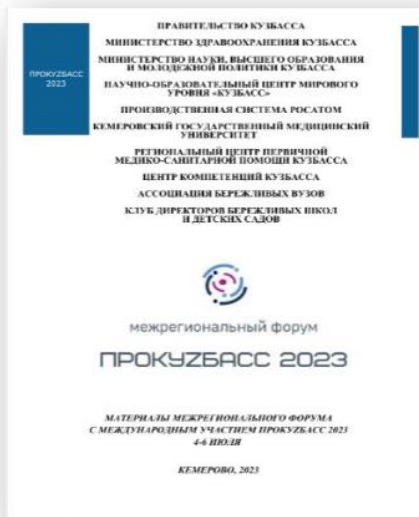 ПРОКУZБАСС
2023
ПРАВИТЕЛЬСТВО КУЗБАССА
МИНИСТЕРСТВО ЗДРАВООХРАНЕНИЯ КУЗБАССА
МИНИСТЕРСТВО НАУКИ, ВЫСШЕГО ОБРАЗОВАНИЯ
И МОЛОДЕЖНОЙ ПОЛИТИКИ КУЗБАССА
НАУЧНО-ОБРАЗОВАТЕЛЬНЫЙ ЦЕНТР МИРОВОГО
УРОВНЯ «КУЗБАСС»
ПРОИЗВОДСТВЕННАЯ СИСТЕМА РОСАТОМ
КЕМЕРОВСКИЙ ГОСУДАРСТВЕННЫЙ МЕДИЦИНСКИЙ
УНИВЕРСИТЕТ
РЕГИОНАЛЬНЫЙ ЦЕНТР ПЕРВИЧНОЙ
МЕДИКО-САНИТАРНОЙ ПОМОЩИ КУЗБАССА
ЦЕНТР КОМПЕТЕНЦИЙ КУЗБАССА
АССОЦИАЦИЯ БЕРЕЖЛИВЫХ ВУЗОВ
КЛУБ ДИРЕКТОРОВ БЕРЕЖЛИВЫХ ШКОЛ
И ДЕТСКИХ САДОВ
межрегиональный форум
ПРОКУZБАСС 2023
МАТЕРИАЛЫ МЕЖРЕГИОНАЛЬНОГО ФОРУМА
С МЕЖДУНАРОДНЫМ УЧАСТИЕМ ПРОКУZБАСС 2023
4-6 ИЮЛЯ
КЕМЕРОВО, 2023